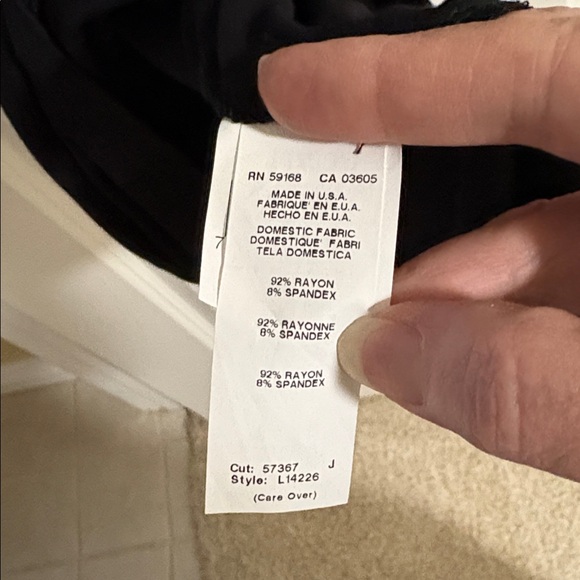 RN 59168 CA 03605
MADE IN U.S.A.
FABRIQUE' EN E.U.A.
HECHO EN E.U.A.
DOMESTIC FABRIC
DOMESTIQUE' FABRI
TELA DOMESTICA
92% RAYON
8% SPANDEX
92% RAYONNE
8% SPANDEX
92% RAYON
8% SPANDEX
Cut: 57367 J
Style: L14226
(Care Over)